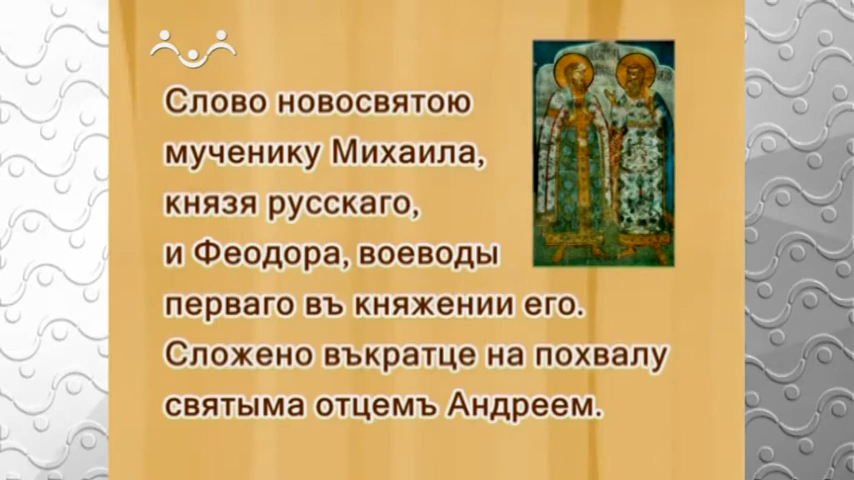 Слово новосвятою
мученику Михаила,
князя русскаго,
и Феодора, воеводы
перваго въ княжении его.
Сложено въкратце на похвалу
святыма отцемъ Андреем.